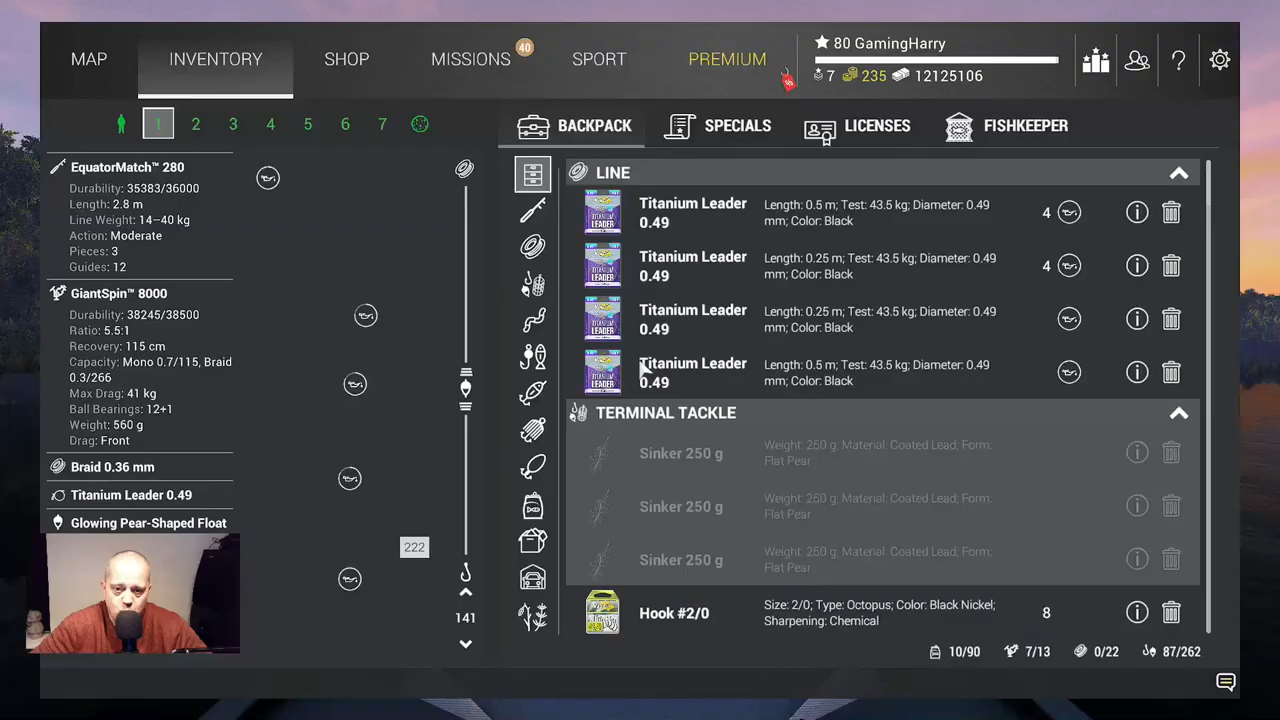 MAP
INVENTORY
SHOP
MISSIONS
40
SPORT
PREMIUM
80 GamingHarry
7 235 12125106
1 2 3 4 5 6 7
BACKPACK
SPECIALS
LICENSES
FISHKEEPER
EquatorMatch™ 280
Durability: 35383/36000
Length: 2.8 m
Line Weight: 14–40 kg
Action: Moderate
Pieces: 3
Guides: 12
GiantSpin™ 8000
Durability: 38245/38500
Ratio: 5.5:1
Recovery: 115 cm
Capacity: Mono 0.7/115, Braid
0.3/266
Max Drag: 41 kg
Ball Bearings: 12+1
Weight: 560 g
Drag: Front
Braid 0.36 mm
Titanium Leader 0.49
Glowing Pear-Shaped Float
222
141
LINE
Titanium Leader
0.49
Length: 0.5 m; Test: 43.5 kg; Diameter: 0.49
mm; Color: Black
4
Titanium Leader
0.49
Length: 0.25 m; Test: 43.5 kg; Diameter: 0.49
mm; Color: Black
4
Titanium Leader
0.49
Length: 0.25 m; Test: 43.5 kg; Diameter: 0.49
mm; Color: Black
Titanium Leader
0.49
Length: 0.5 m; Test: 43.5 kg; Diameter: 0.49
mm; Color: Black
TERMINAL TACKLE
Sinker 250 g
Weight: 250 g; Material: Coated Lead; Form:
Flat Pear
Sinker 250 g
Weight: 250 g; Material: Coated Lead; Form:
Flat Pear
Sinker 250 g
Weight: 250 g; Material: Coated Lead; Form:
Flat Pear
Hook #2/0
Size: 2/0; Type: Octopus; Color: Black Nickel;
Sharpening: Chemical
8
10/90 7/13 0/22 87/262